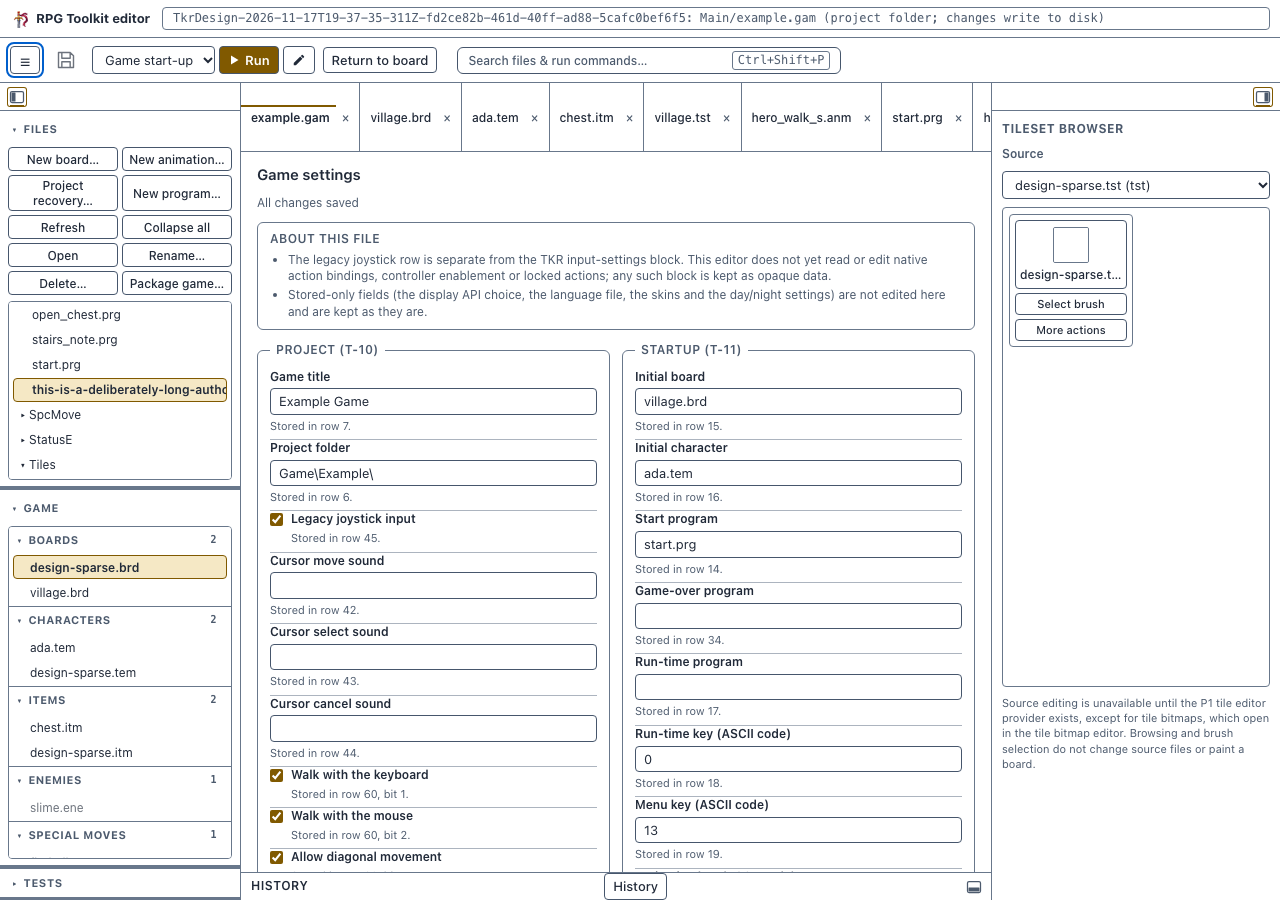 RPG Toolkit editor
TkrDesign-2026-11-17T19-37-35-311Z-fd2ce82b-461d-40ff-ad88-5cafc0bef6f5: Main/example.gam (project folder; changes write to disk)
Game start-up
Run
Return to board
Search files & run commands...
Ctrl+Shift+P
FILES
New board...
New animation...
Project recovery...
New program...
Refresh
Collapse all
Open
Rename...
Delete...
Package game...
open_chest.prg
stairs_note.prg
start.prg
this-is-a-deliberately-long-autho
SpcMove
StatusE
Tiles
GAME
BOARDS 2
design-sparse.brd
village.brd
CHARACTERS 2
ada.tem
design-sparse.tem
ITEMS 2
chest.itm
design-sparse.itm
ENEMIES 1
slime.ene
SPECIAL MOVES 1
TESTS
example.gam ×
village.brd ×
ada.tem ×
chest.itm ×
village.tst ×
hero_walk_s.anm ×
start.prg ×
h
Game settings
All changes saved
ABOUT THIS FILE
• The legacy joystick row is separate from the TKR input-settings block. This editor does not yet read or edit native
action bindings, controller enablement or locked actions; any such block is kept as opaque data.
• Stored-only fields (the display API choice, the language file, the skins and the day/night settings) are not edited here
and are kept as they are.
PROJECT (T-10)
Game title
Example Game
Stored in row 7.
Project folder
Game\Example\
Stored in row 6.
Legacy joystick input
Stored in row 45.
Cursor move sound
Stored in row 42.
Cursor select sound
Stored in row 43.
Cursor cancel sound
Stored in row 44.
Walk with the keyboard
Stored in row 60, bit 1.
Walk with the mouse
Stored in row 60, bit 2.
Allow diagonal movement
STARTUP (T-11)
Initial board
village.brd
Stored in row 15.
Initial character
ada.tem
Stored in row 16.
Start program
start.prg
Stored in row 14.
Game-over program
Stored in row 34.
Run-time program
Stored in row 17.
Run-time key (ASCII code)
0
Stored in row 18.
Menu key (ASCII code)
13
Stored in row 19.
HISTORY
History
TILESET BROWSER
Source
design-sparse.tst (tst)
design-sparse.t...
Select brush
More actions
Source editing is unavailable until the P1 tile editor
provider exists, except for tile bitmaps, which open
in the tile bitmap editor. Browsing and brush
selection do not change source files or paint a
board.